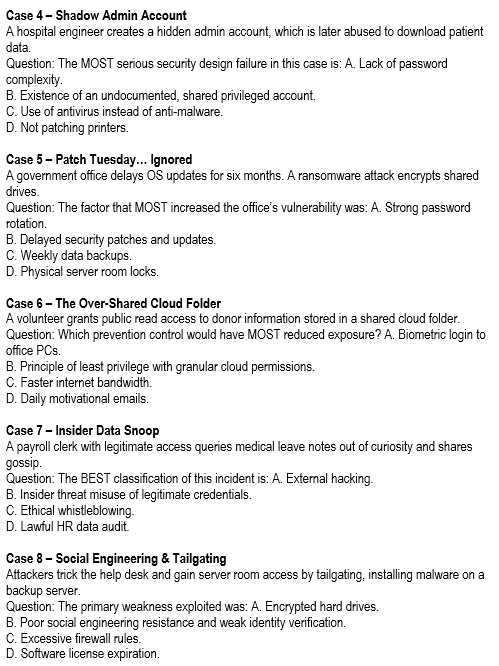 Case 4 – Shadow Admin Account
A hospital engineer creates a hidden admin account, which is later abused to download patient
data.
Question: The MOST serious security design failure in this case is: A. Lack of password
complexity.
B. Existence of an undocumented, shared privileged account.
C. Use of antivirus instead of anti-malware.
D. Not patching printers.
Case 5 – Patch Tuesday… Ignored
A government office delays OS updates for six months. A ransomware attack encrypts shared
drives.
Question: The factor that MOST increased the office's vulnerability was: A. Strong password
rotation.
B. Delayed security patches and updates.
C. Weekly data backups.
D. Physical server room locks.
Case 6 – The Over-Shared Cloud Folder
A volunteer grants public read access to donor information stored in a shared cloud folder.
Question: Which prevention control would have MOST reduced exposure? A. Biometric login to
office PCs.
B. Principle of least privilege with granular cloud permissions.
C. Faster internet bandwidth.
D. Daily motivational emails.
Case 7 – Insider Data Snoop
A payroll clerk with legitimate access queries medical leave notes out of curiosity and shares
gossip.
Question: The BEST classification of this incident is: A. External hacking.
B. Insider threat misuse of legitimate credentials.
C. Ethical whistleblowing.
D. Lawful HR data audit.
Case 8 – Social Engineering & Tailgating
Attackers trick the help desk and gain server room access by tailgating, installing malware on a
backup server.
Question: The primary weakness exploited was: A. Encrypted hard drives.
B. Poor social engineering resistance and weak identity verification.
C. Excessive firewall rules.
D. Software license expiration.